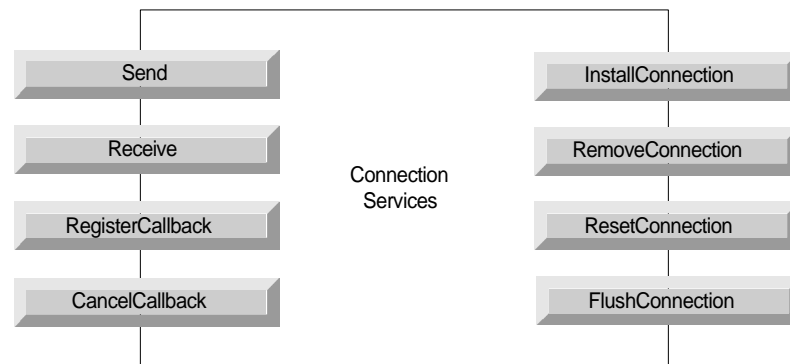 Send
Receive
RegisterCallback
CancelCallback
Connection
Services
InstallConnection
RemoveConnection
ResetConnection
FlushConnection